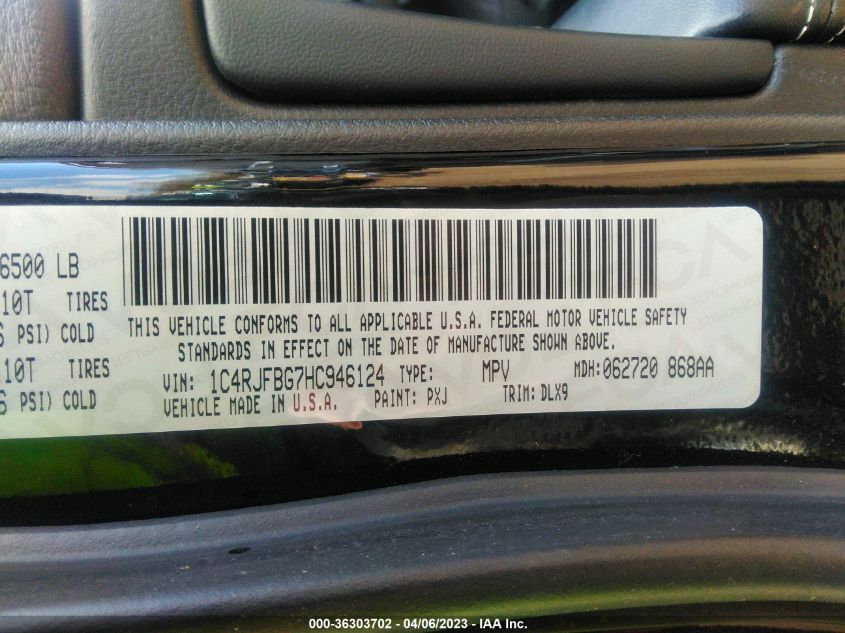 6500 LB
10T TIRES
PSI) COLD
10T TIRES
PSI) COLD
THIS VEHICLE CONFORMS TO ALL APPLICABLE U.S.A. FEDERAL MOTOR VEHICLE SAFETY
STANDARDS IN EFFECT ON THE DATE OF MANUFACTURE SHOWN ABOVE.
VIN: 1C4RJFBG7HC946124 TYPE: MPV MDH:062720 868AA
VEHICLE MADE IN U.S.A. PAINT: PXJ TRIM:DLX9
000-36303702 - 04/06/2023 - IAA Inc.